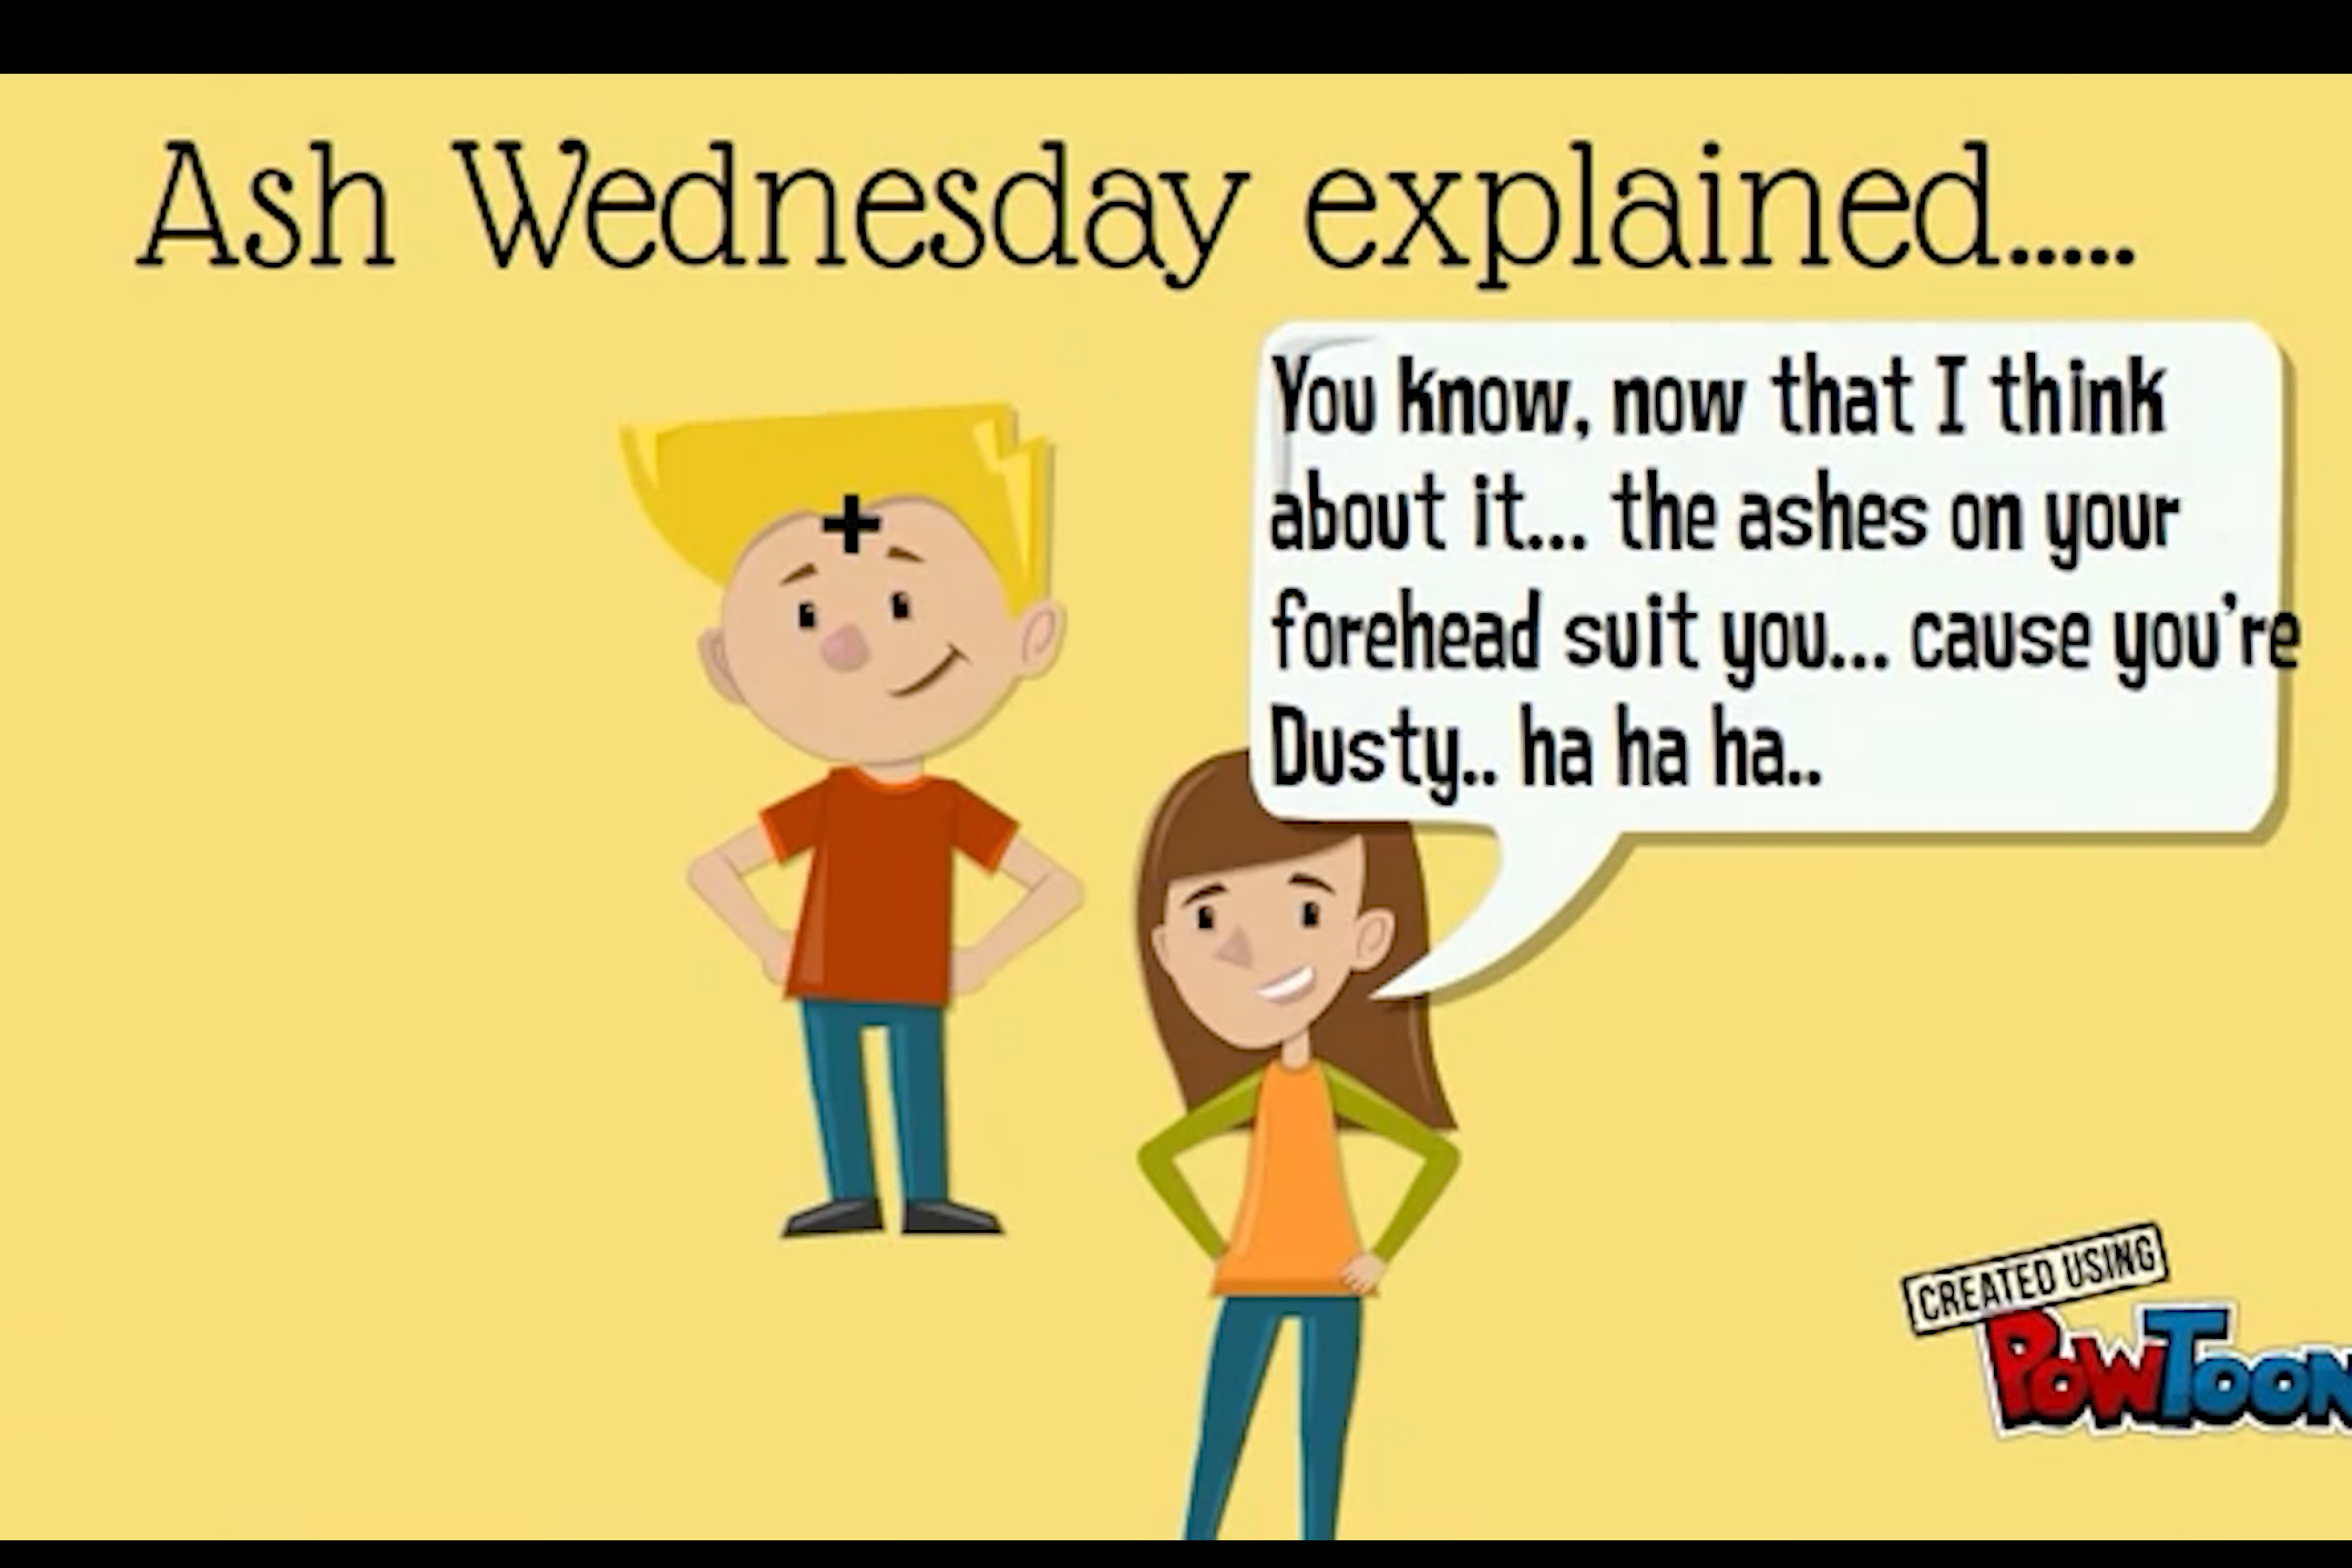 Ash Wednesday explained.....
You know, now that I think
about it... the ashes on your
forehead suit you... cause you're
Dusty.. ha ha ha..
CREATED USING
POWTOON